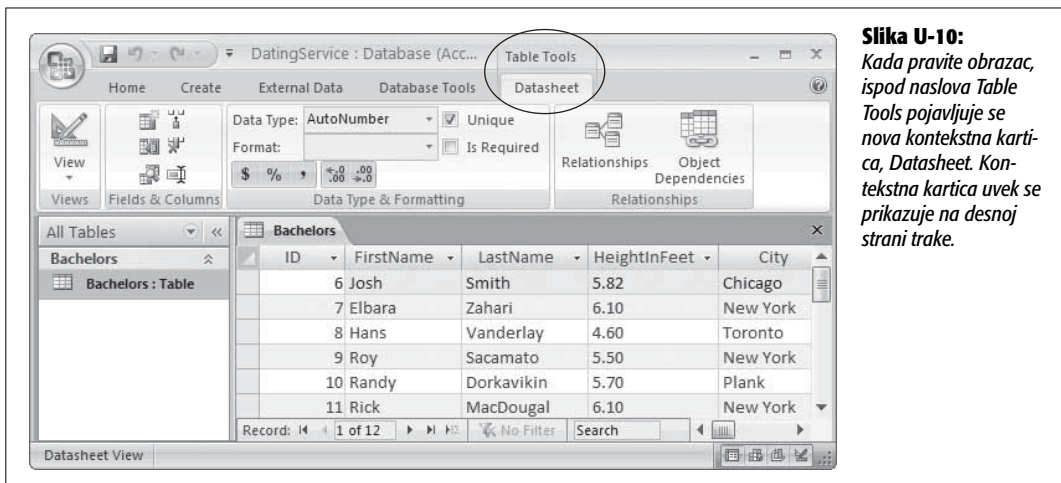 DatingService : Database (Acc...
Table Tools
Home Create External Data Database Tools Datasheet
View
Views
Fields & Columns
Data Type: AutoNumber
Format:
$ % ,
Unique
Is Required
Data Type & Formatting
Relationships
Object
Dependencies
Relationships
All Tables
Bachelors
Bachelors : Table
Bachelors
ID FirstName LastName HeightInFeet City
6 Josh Smith 5.82 Chicago
7 Elbara Zahari 6.10 New York
8 Hans Vanderlay 4.60 Toronto
9 Roy Sacamato 5.50 New York
10 Randy Dorkavikin 5.70 Plank
11 Rick MacDougal 6.10 New York
Record: 1 of 12 No Filter Search
Datasheet View
Slika U-10:
Kada pravite obrazac,
ispod naslova Table
Tools pojavljuje se
nova kontekstna karti-
ca, Datasheet. Kon-
tekstna kartica uvek se
prikazuje na desnoj
strani trake.